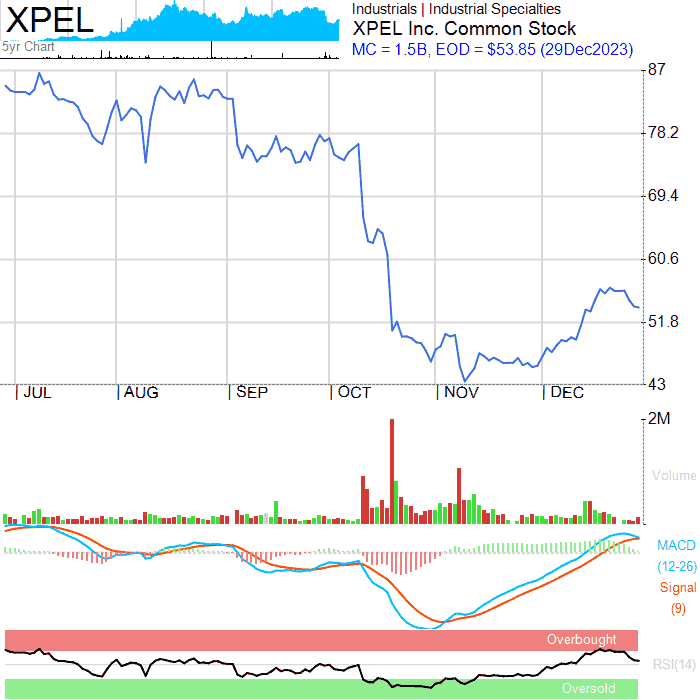 XPEL
5yr Chart
Industrials | Industrial Specialties
XPEL Inc. Common Stock
MC = 1.5B, EOD = $53.85 (29Dec2023)
87
78.2
69.4
60.6
51.8
43
JUL
AUG
SEP
OCT
NOV
DEC
2M
Volume
MACD
(12-26)
Signal
(9)
Overbought
RSI(14)
Oversold